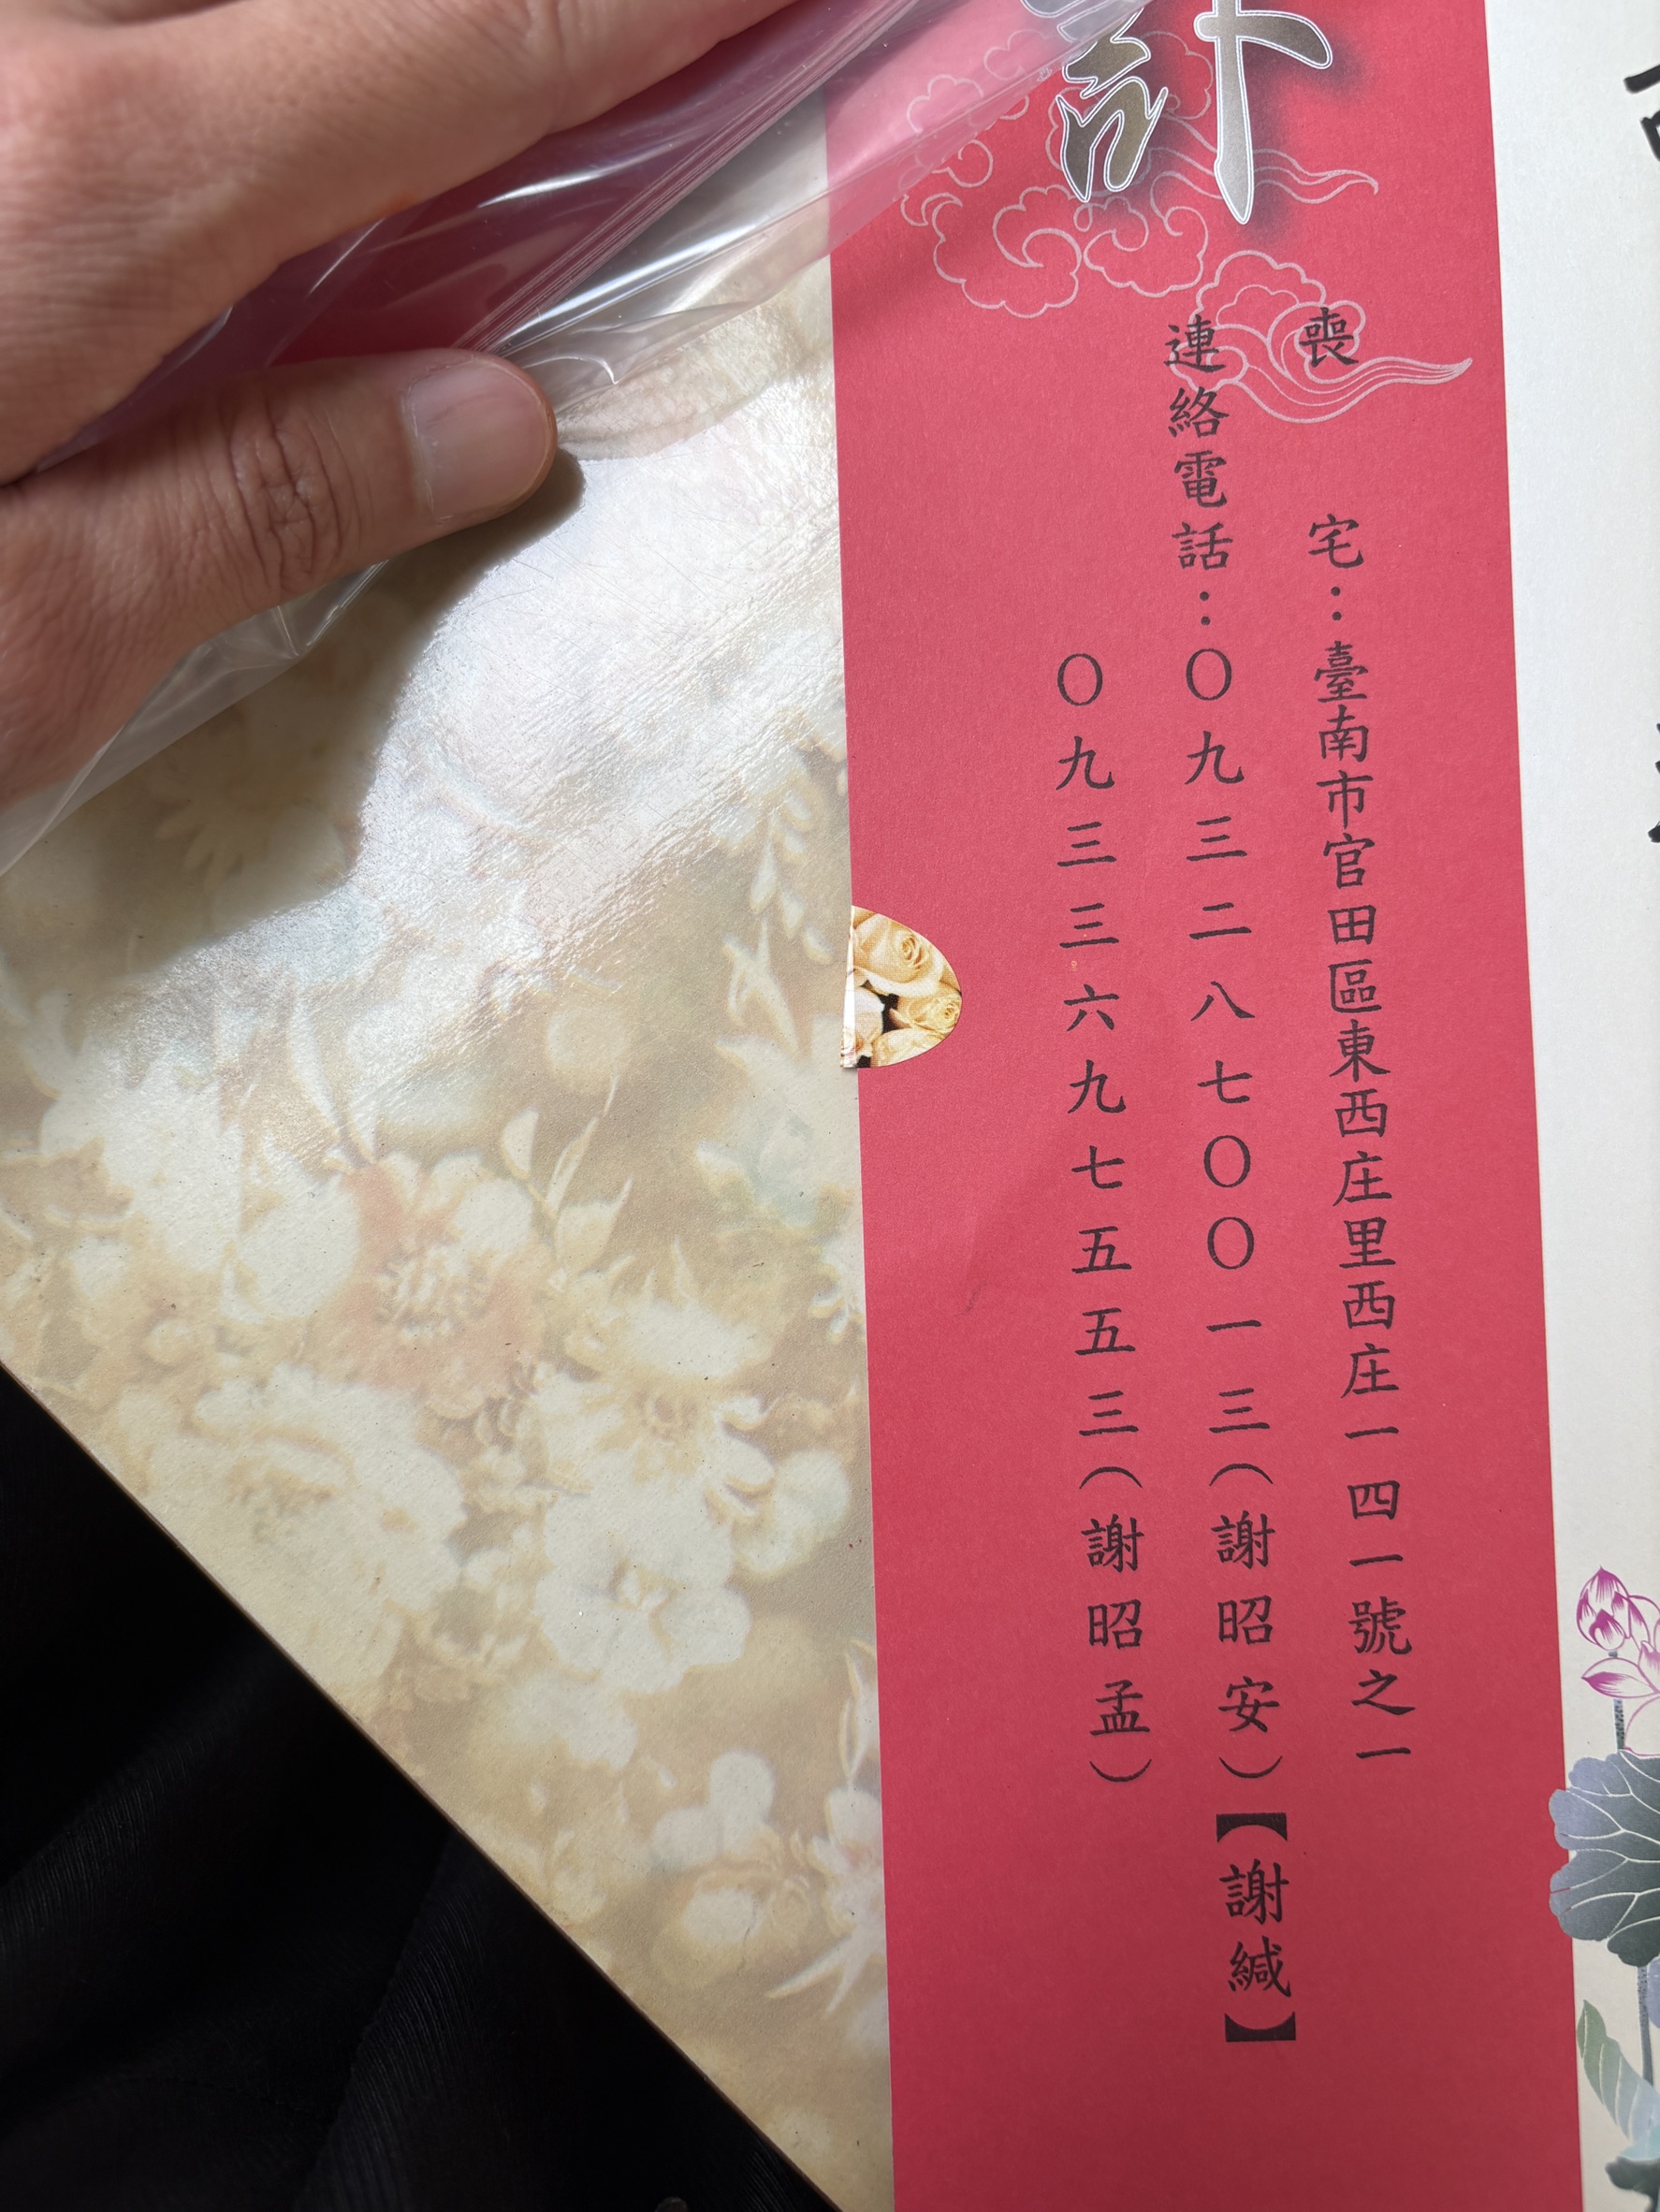 訃
喪宅：臺南市官田區東西庄里西庄一四一號之一
連絡電話：〇九三二八七〇〇一三（謝昭安）【謝緘】
〇九三三六九七五五三（謝昭孟）